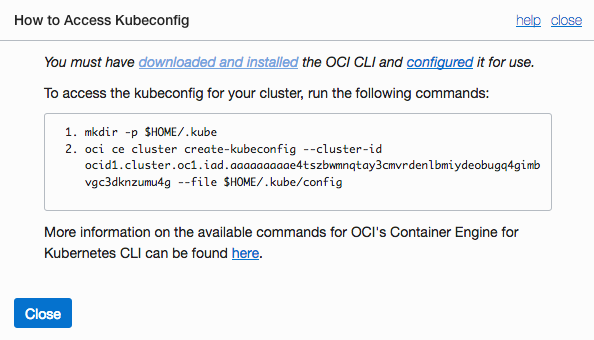 How to Access Kubeconfig help close
You must have downloaded and installed the OCI CLI and configured it for use.
To access the kubeconfig for your cluster, run the following commands:
1. mkdir -p $HOME/.kube
2. oci ce cluster create-kubeconfig --cluster-id
ocid1.cluster.oc1.iad.aaaaaaaaae4tszbwmnqtay3cmvrdenlbmiydeobugq4gimb
vgc3dknzumu4g --file $HOME/.kube/config
More information on the available commands for OCI's Container Engine for
Kubernetes CLI can be found here.
Close